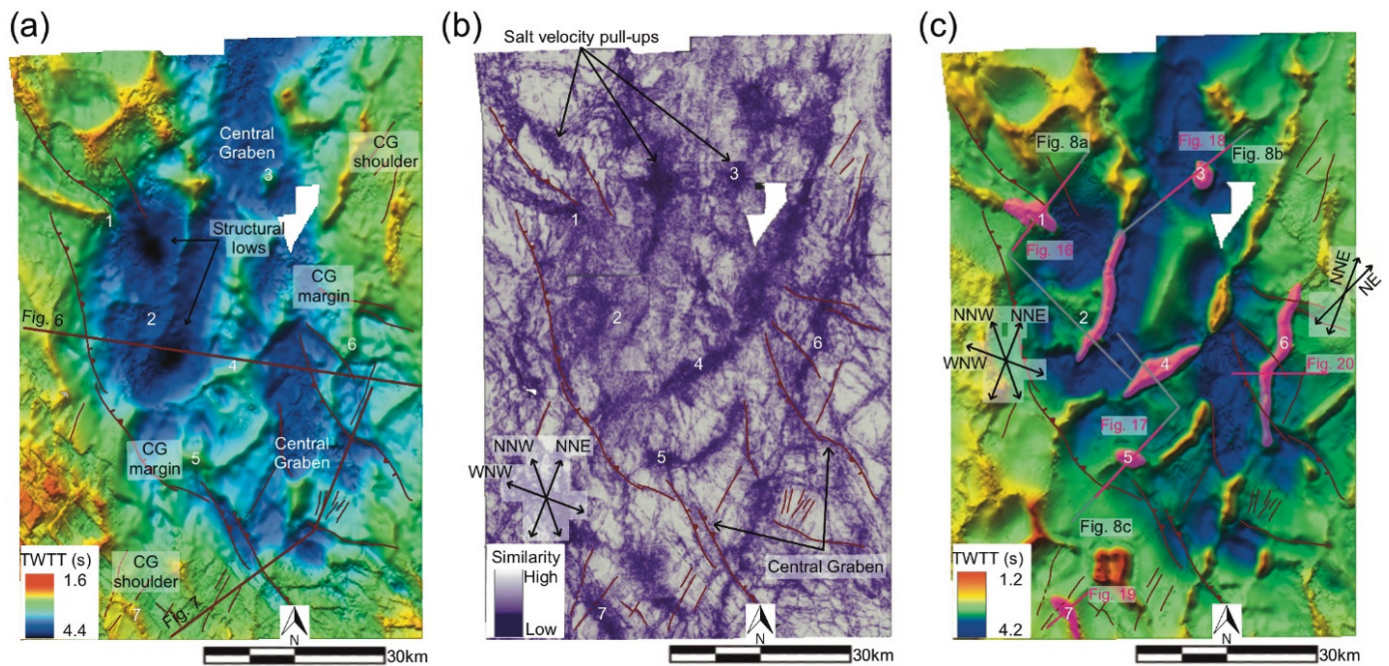 (a)
Central
Graben
CG
shoulder
3
1
Structural
lows
CG
margin
2
Fig. 6
6
4
CG
margin
5
Central
Graben
TWTT (s)
1.6
4.4
CG
shoulder
7
Fig. 7
N
30km
(b)
Salt velocity pull-ups
3
1
2
4
6
5
NNW
NNE
WNW
Similarity
High
Low
Central Graben
7
N
30km
(c)
Fig. 8a
Fig. 18
Fig. 8b
3
1
Fig. 16
NNE
NE
NNW
NNE
WNW
2
4
6
Fig. 20
Fig. 17
5
Fig. 8c
TWTT (s)
1.2
4.2
Fig. 19
7
N
30km